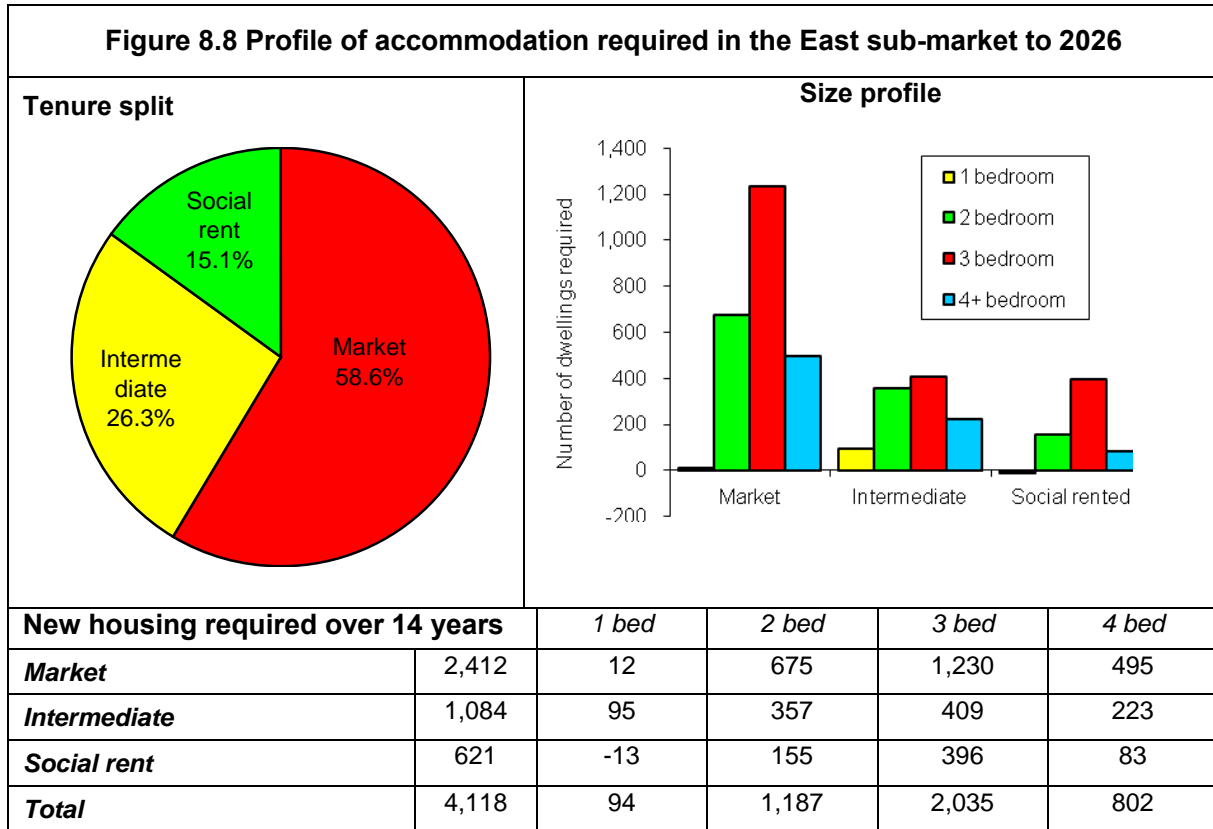 Figure 8.8 Profile of accommodation required in the East sub-market to 2026
Tenure split
Social
rent
15.1%
Interme
diate
26.3%
Market
58.6%
Size profile
Number of dwellings required
1,400
1,200
1,000
800
600
400
200
0
-200
1 bedroom
2 bedroom
3 bedroom
4+ bedroom
Market Intermediate Social rented
New housing required over 14 years 1 bed 2 bed 3 bed 4 bed
Market 2,412 12 675 1,230 495
Intermediate 1,084 95 357 409 223
Social rent 621 -13 155 396 83
Total 4,118 94 1,187 2,035 802